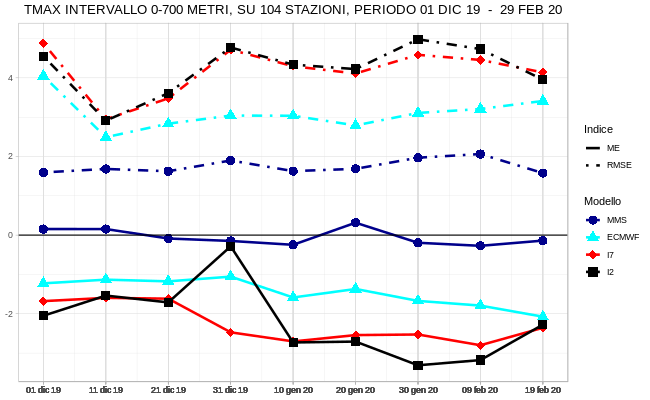 TMAX INTERVALLO 0-700 METRI, SU 104 STAZIONI, PERIODO 01 DIC 19 - 29 FEB 20
4
2
0
-2
01 dic 19 11 dic 19 21 dic 19 31 dic 19 10 gen 20 20 gen 20 30 gen 20 09 feb 20 19 feb 20
Indice
ME
RMSE
Modello
MMS
ECMWF
I7
I2